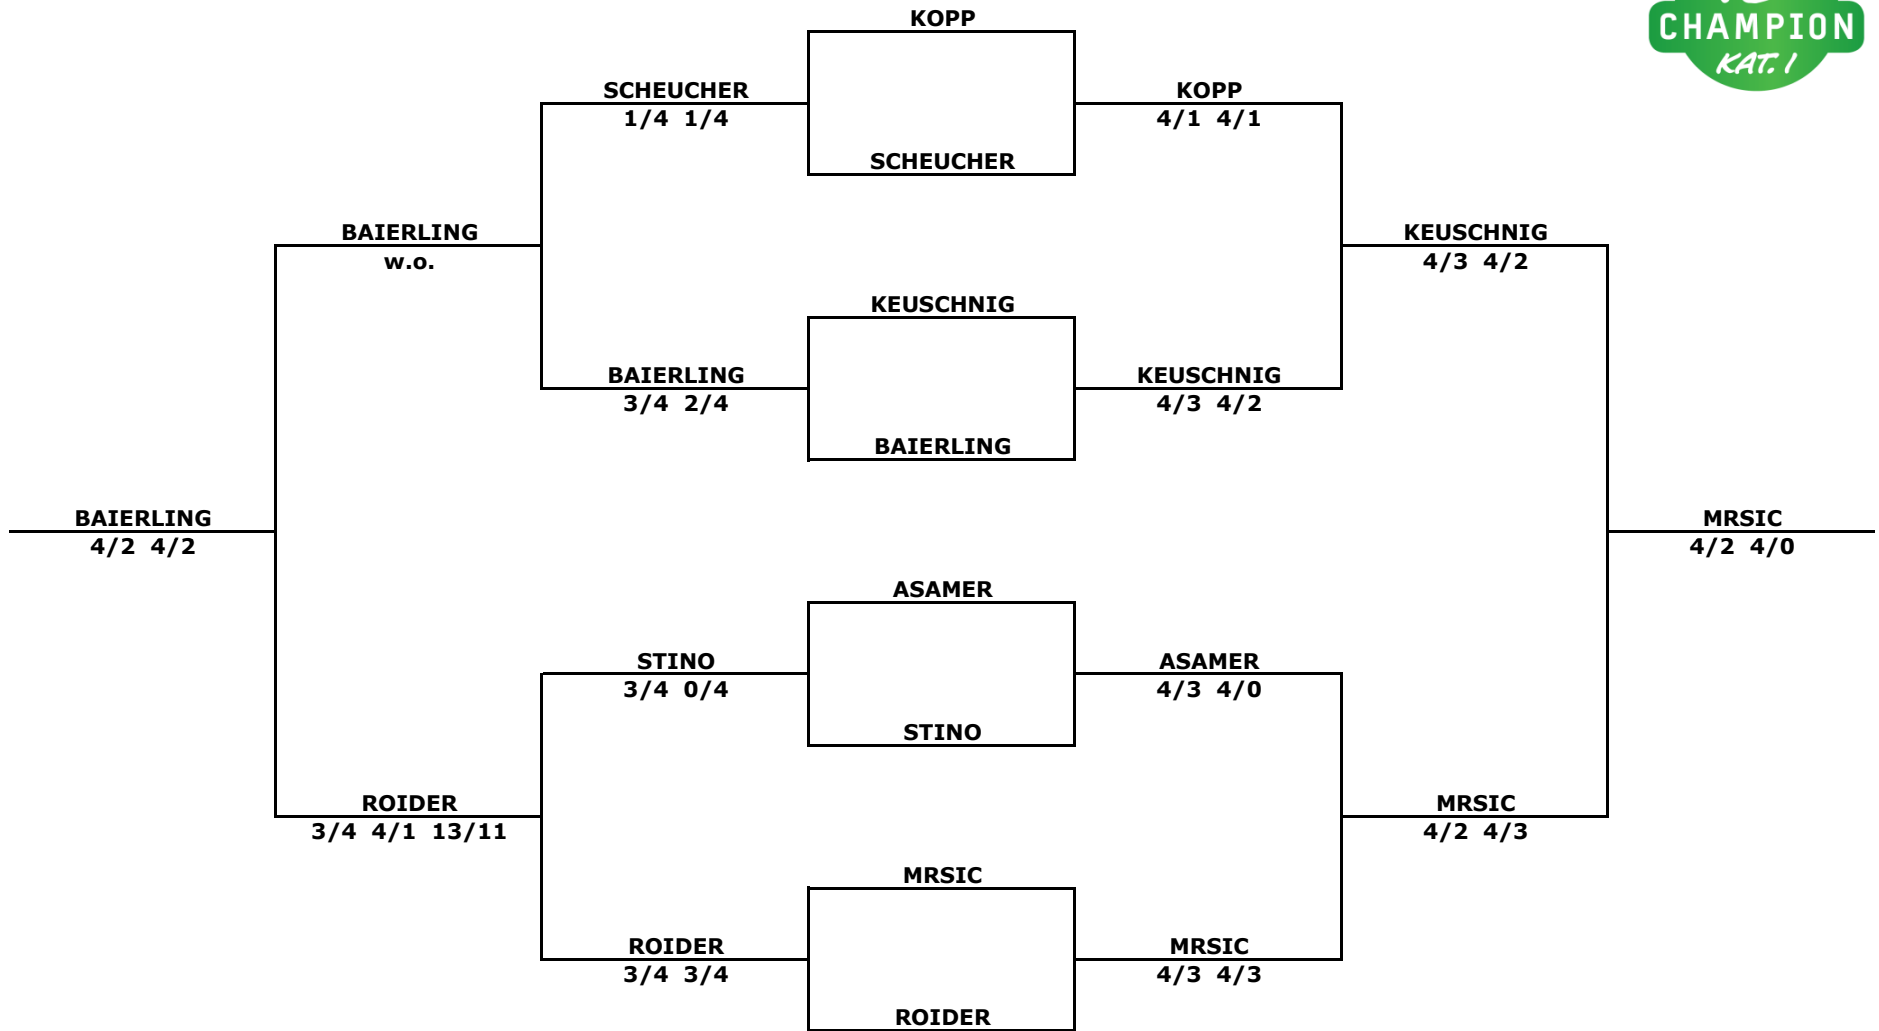 KOPP
CHAMPION
KAT. I
SCHEUCHER
1/4 1/4
KOPP
4/1 4/1
SCHEUCHER
BAIERLING
w.o.
KEUSCHNIG
4/3 4/2
KEUSCHNIG
BAIERLING
3/4 2/4
KEUSCHNIG
4/3 4/2
BAIERLING
BAIERLING
4/2 4/2
MRSIC
4/2 4/0
ASAMER
STINO
3/4 0/4
ASAMER
4/3 4/0
STINO
ROIDER
3/4 4/1 13/11
MRSIC
4/2 4/3
MRSIC
ROIDER
3/4 3/4
MRSIC
4/3 4/3
ROIDER